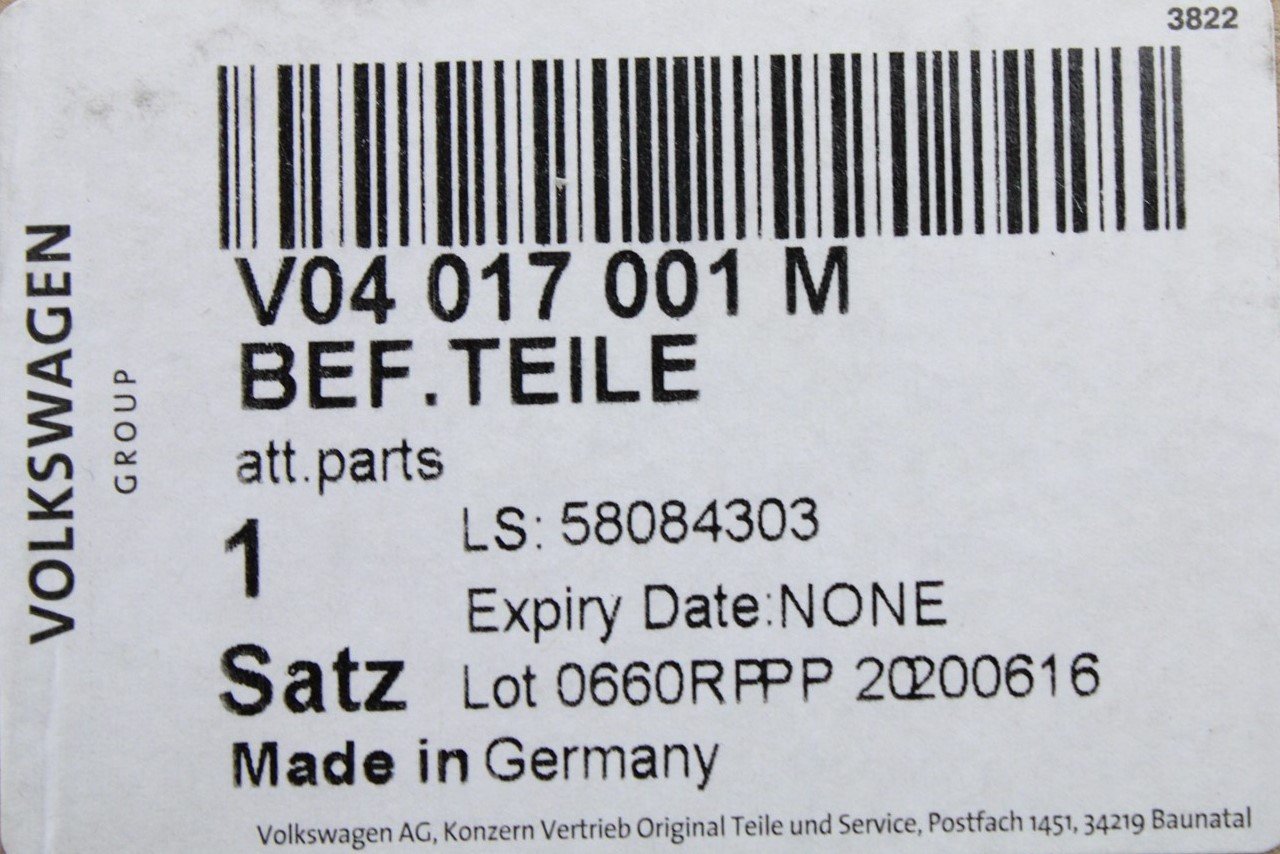 3822
VOLKSWAGEN
GROUP
V04 017 001 M
BEF.TEILE
att.parts
1
LS: 58084303
Expiry Date:NONE
Satz
Lot 0660RPPPP 20200616
Made in Germany
Volkswagen AG, Konzern Vertrieb Original Teile und Service, Postfach 1451, 34219 Baunatal